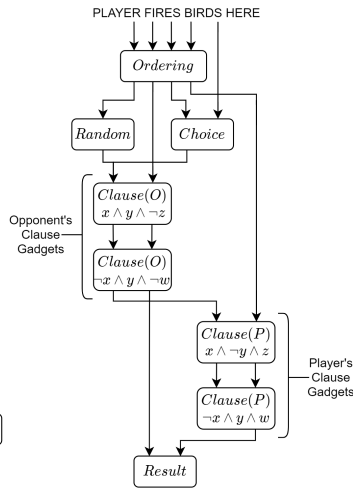 PLAYER FIRES BIRDS HERE
Ordering
Random
Choice
Clause(O)
x ∧ y ∧ ¬z
Opponent's
Clause
Gadgets
Clause(O)
¬x ∧ y ∧ ¬w
Clause(P)
x ∧ ¬y ∧ z
Player's
Clause
Gadgets
Clause(P)
¬x ∧ y ∧ w
Result